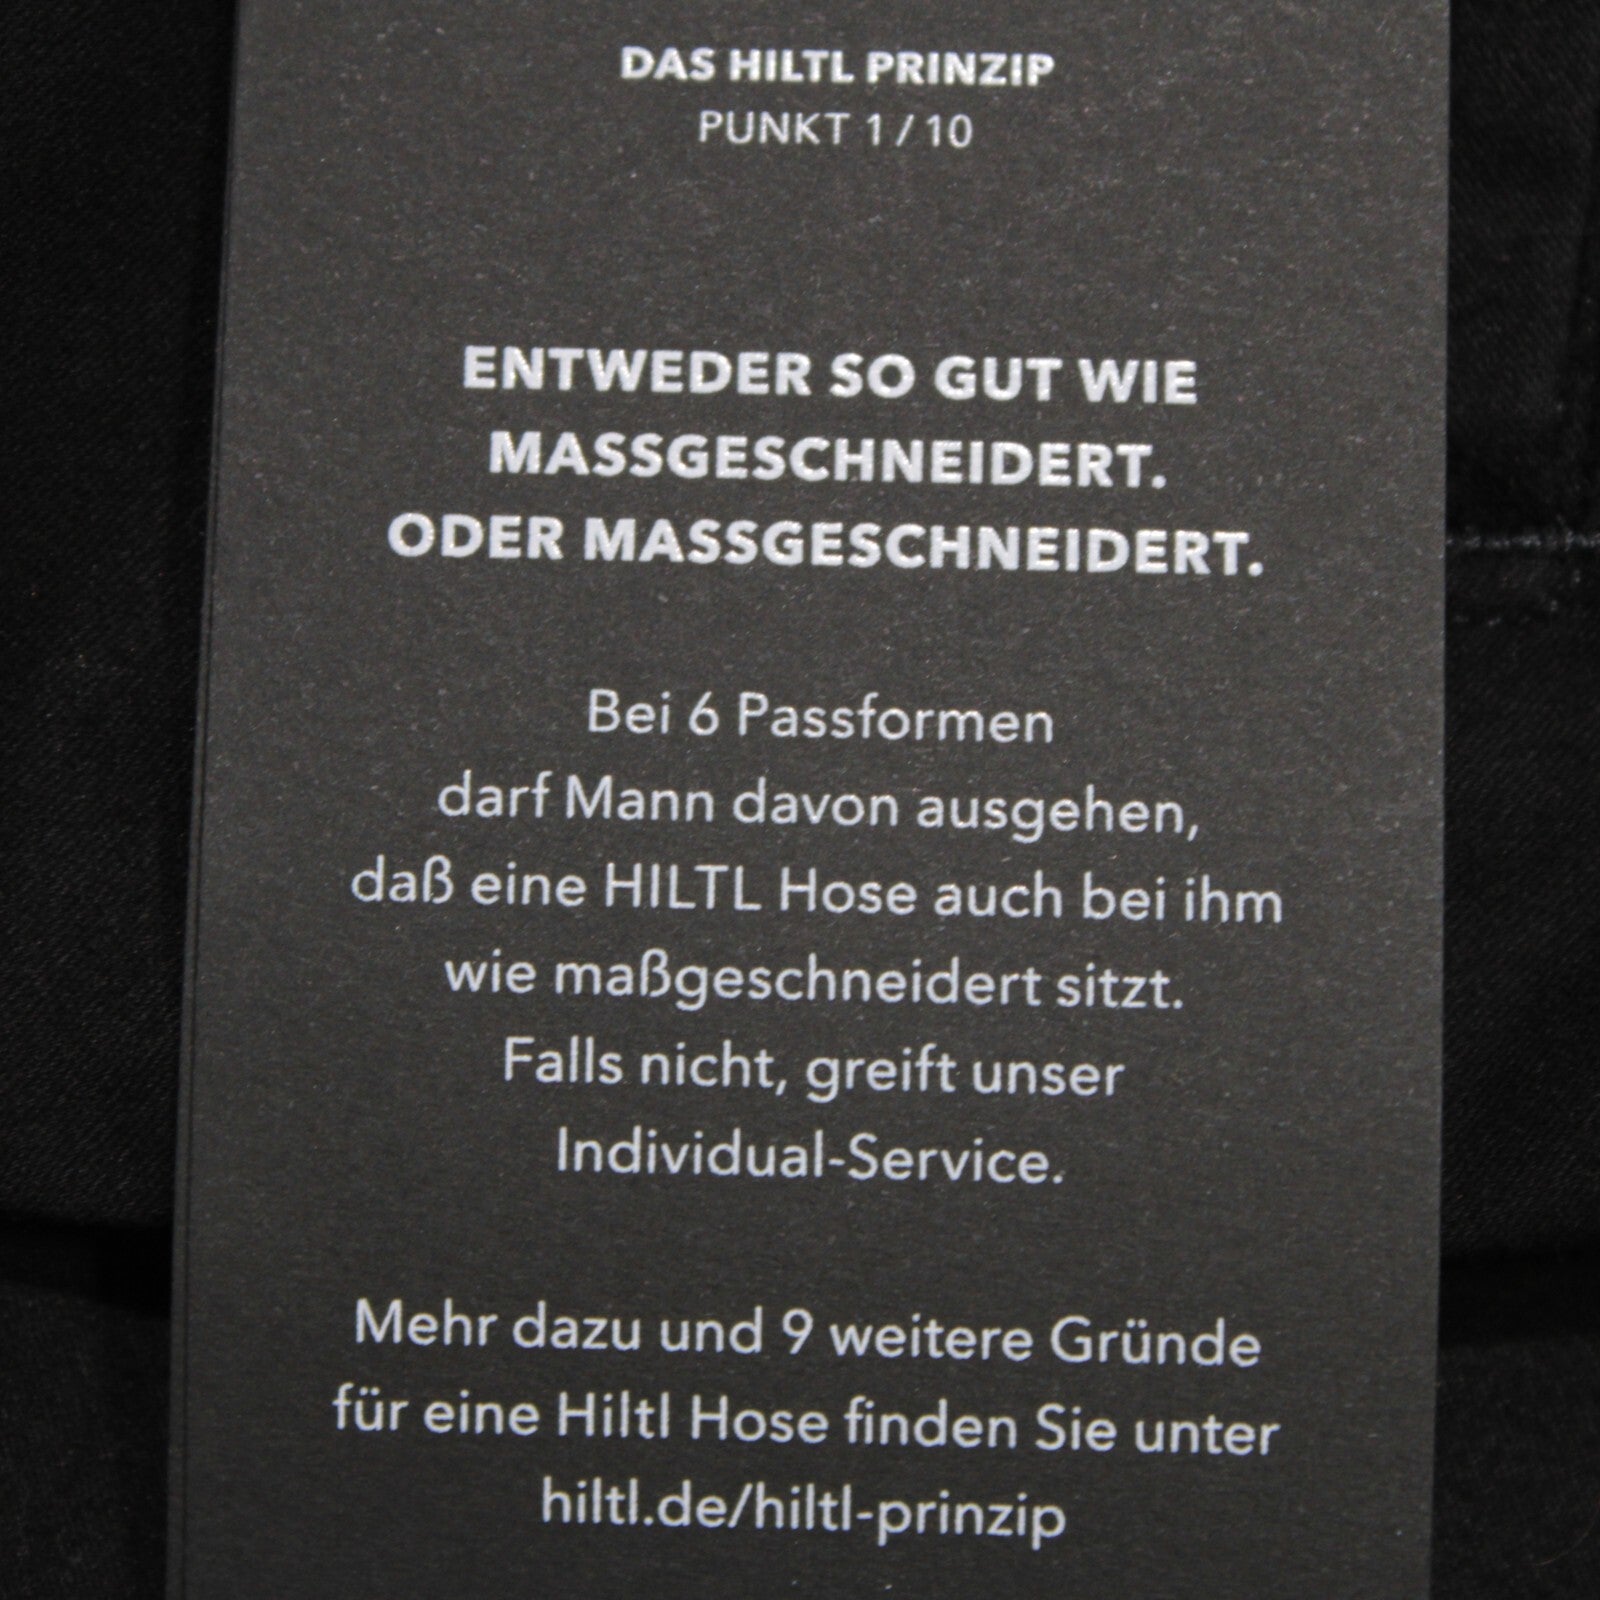 DAS HILTL PRINZIP
PUNKT 1 / 10
ENTWEDER SO GUT WIE
MASSGESCHNEIDERT.
ODER MASSGESCHNEIDERT.
Bei 6 Passformen
darf Mann davon ausgehen,
daß eine HILTL Hose auch bei ihm
wie maßgeschneidert sitzt.
Falls nicht, greift unser
Individual-Service.
Mehr dazu und 9 weitere Gründe
für eine Hiltl Hose finden Sie unter
hiltl.de/hiltl-prinzip